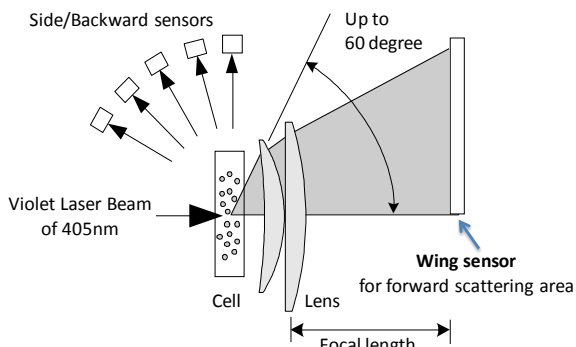 Side/Backward sensors
Up to
60 degree
Violet Laser Beam
of 405nm
Wing sensor
for forward scattering area
Cell
Lens
Focal length